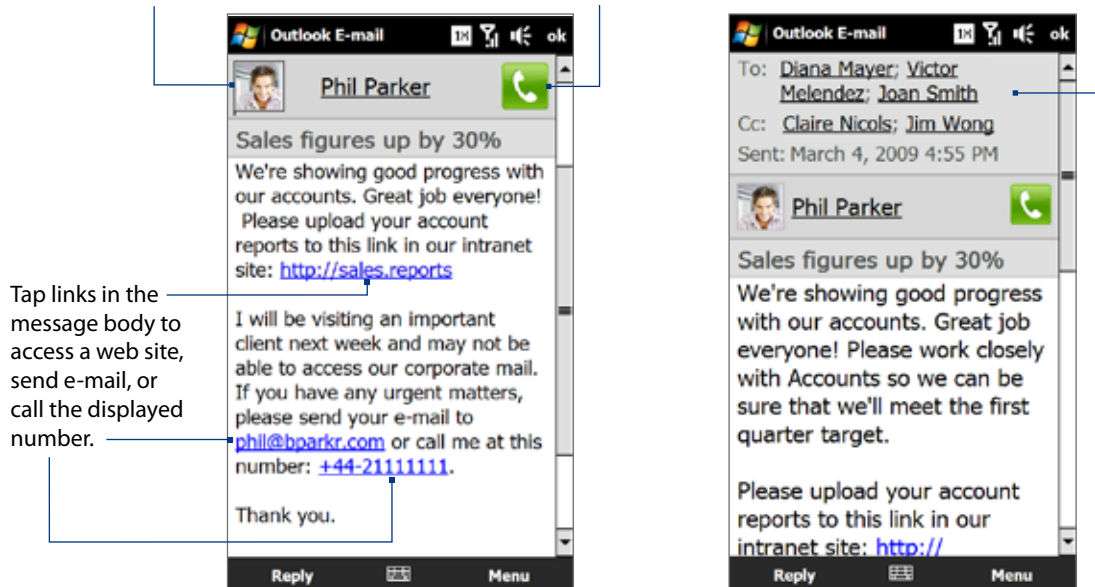 Outlook E-mail 1X ok
Phil Parker
Sales figures up by 30%
We're showing good progress with
our accounts. Great job everyone!
Please upload your account
reports to this link in our intranet
site: http://sales.reports
I will be visiting an important
client next week and may not be
able to access our corporate mail.
If you have any urgent matters,
please send your e-mail to
phil@bparkr.com or call me at this
number: +44-21111111.
Thank you.
Reply Menu
Tap links in the
message body to
access a web site,
send e-mail, or
call the displayed
number.
Outlook E-mail 1X ok
To: Diana Mayer; Victor
Melendez; Joan Smith
Cc: Claire Nicols; Jim Wong
Sent: March 4, 2009 4:55 PM
Phil Parker
Sales figures up by 30%
We're showing good progress
with our accounts. Great job
everyone! Please work closely
with Accounts so we can be
sure that we'll meet the first
quarter target.
Please upload your account
reports to this link in our
intranet site: http://
Reply Menu